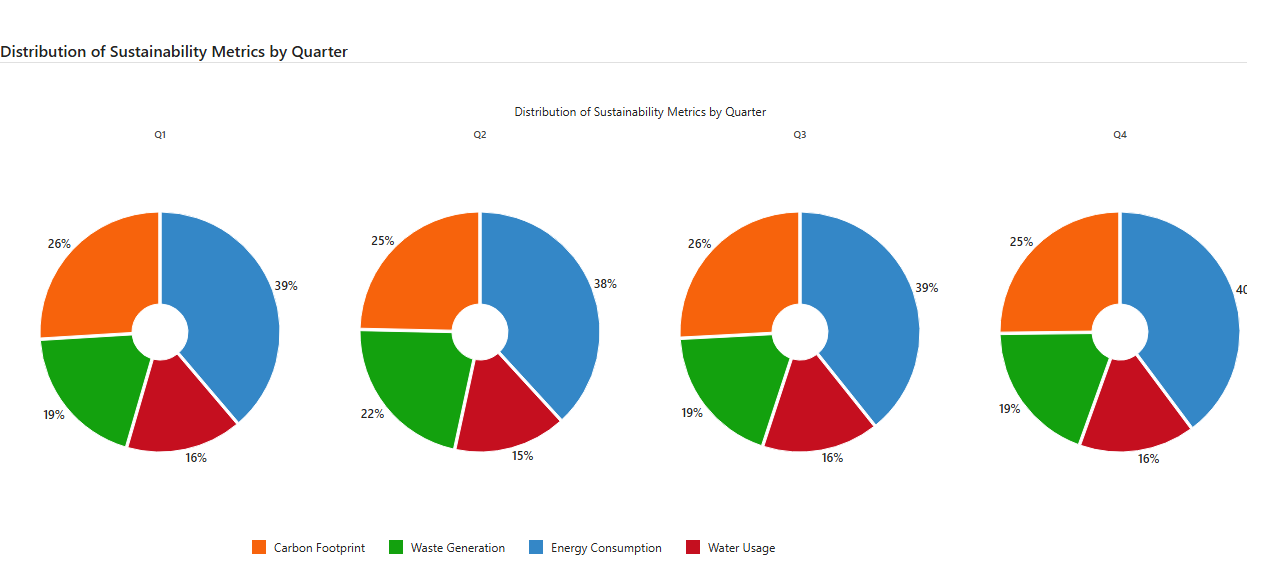 Distribution of Sustainability Metrics by Quarter
Distribution of Sustainability Metrics by Quarter
Q1 Q2 Q3 Q4
26% 39% 19% 16%
25% 38% 22% 15%
26% 39% 19% 16%
25% 40 19% 16%
Carbon Footprint Waste Generation Energy Consumption Water Usage